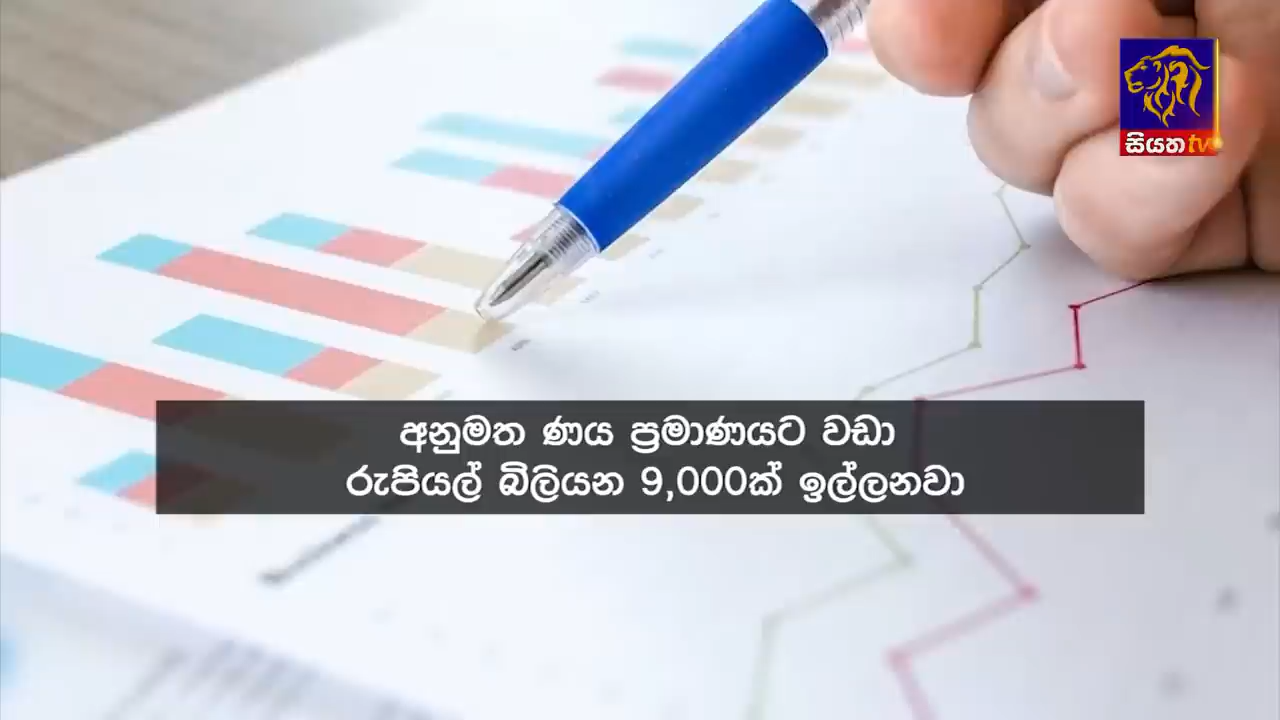 සියත tv
අනුමත ණය ප්‍රමාණයට වඩා
රුපියල් බිලියන 9,000ක් ඉල්ලනවා